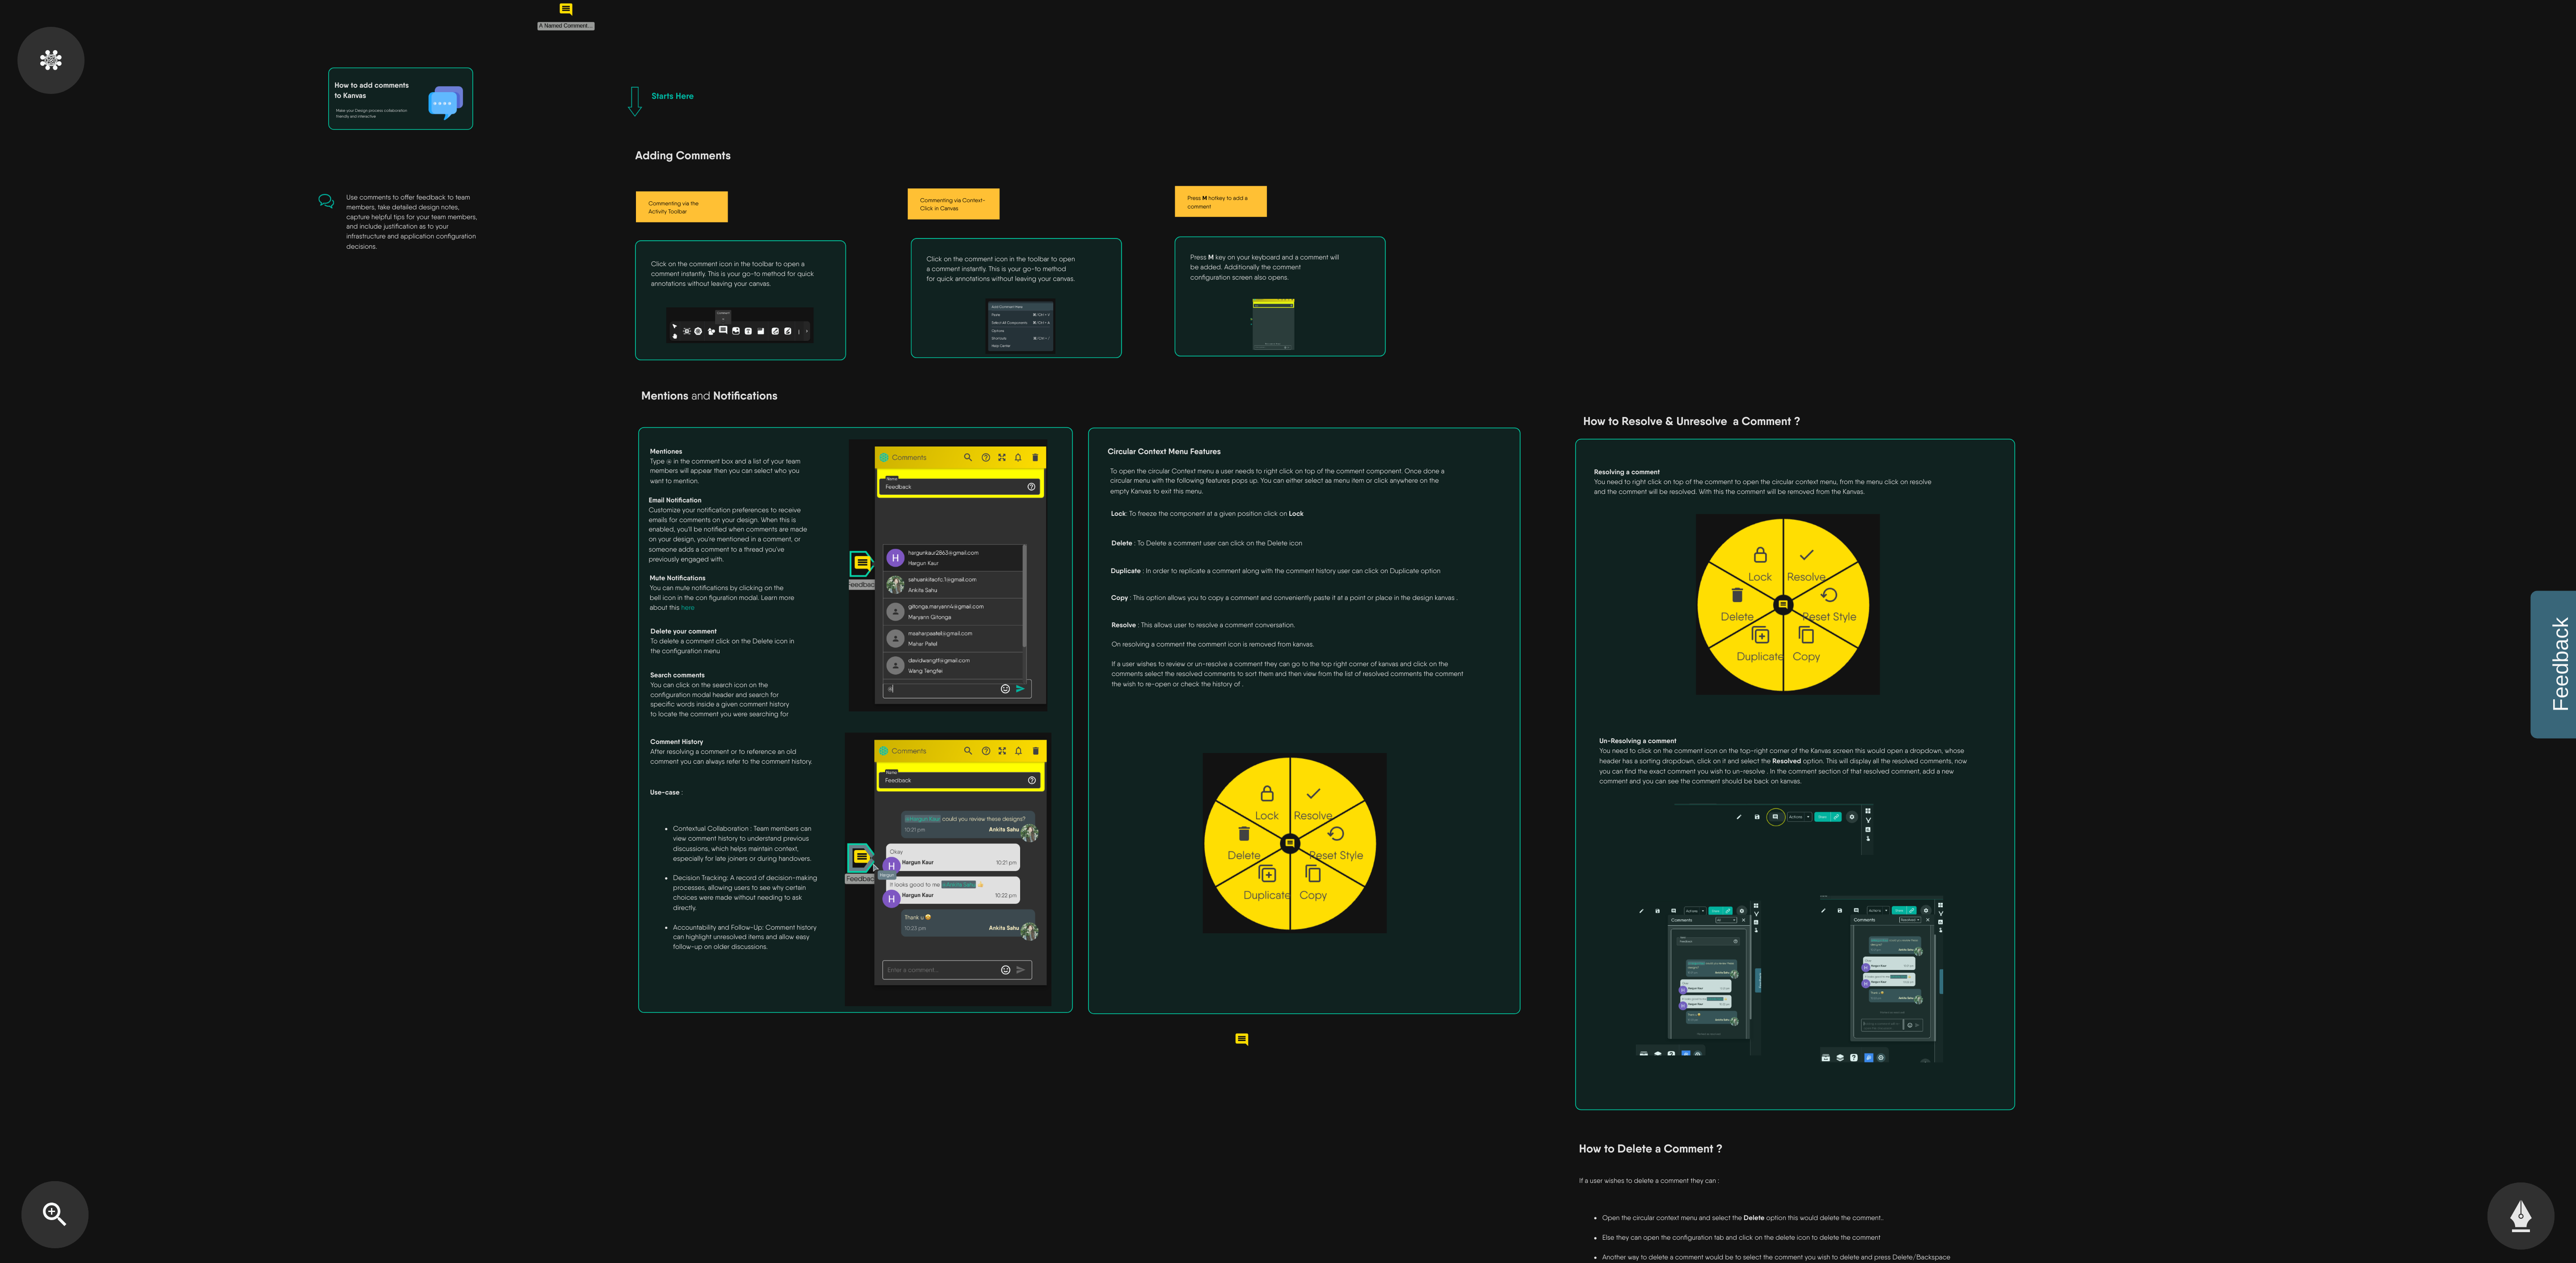 A Named Comment...
How to add comments
to Kanvas
Make your Design process collaboration
friendly and interactive
Starts Here
Use comments to offer feedback to team
members, take detailed design notes,
capture helpful tips for your team members,
and include justification as to your
infrastructure and application configuration
decisions.
Adding Comments
Commenting via the
Activity Toolbar
Click on the comment icon in the toolbar to open a
comment instantly. This is your go-to method for quick
annotations without leaving your canvas.
Comment
Commenting via Context-
Click in Canvas
Click on the comment icon in the toolbar to open
a comment instantly. This is your go-to method
for quick annotations without leaving your canvas.
Add Comment Here
Paste
Select All Components
Options
Shortcuts
Help Center
Press M hotkey to add a
comment
Press M key on your keyboard and a comment will
be added. Additionally the comment
configuration screen also opens.
Mentions and Notifications
Mentiones
Type @ in the comment box and a list of your team
members will appear then you can select who you
want to mention.
Email Notification
Customize your notification preferences to receive
emails for comments on your design. When this is
enabled, you'll be notified when comments are made
on your design, you're mentioned in a comment, or
someone adds a comment to a thread you've
previously engaged with.
Mute Notifications
You can mute notifications by clicking on the
bell icon in the con figuration modal. Learn more
about this here
Delete your comment
To delete a comment click on the Delete icon in
the configuration menu
Search comments
You can click on the search icon on the
configuration modal header and search for
specific words inside a given comment history
to locate the comment you were searching for
Comment History
After resolving a comment or to reference an old
comment you can always refer to the comment history.
Use-case :
• Contextual Collaboration : Team members can
view comment history to understand previous
discussions, which helps maintain context,
especially for late joiners or during handovers.
• Decision Tracking: A record of decision-making
processes, allowing users to see why certain
choices were made without needing to ask
directly.
• Accountability and Follow-Up: Comment history
can highlight unresolved items and allow easy
follow-up on older discussions.
Comments
Name
Feedback
H
hargunkaur2863@gmail.com
Hargun Kaur
sahuankitaofc.1@gmail.com
Ankita Sahu
gitonga.maryann4@gmail.com
Maryann Gitonga
msaharpaatel@gmail.com
Mahar Patel
davidwangtf@gmail.com
Wang Tengfei
@
Comments
Name
Feedback
@Hargun Kaur could you review these designs?
10:21 pm Ankita Sahu
Okay
H Hargun Kaur 10:21 pm
Hargun
It looks good to me @Ankita Sahu 👍
H Hargun Kaur 10:22 pm
Thank u
10:23 pm Ankita Sahu
Enter a comment...
Circular Context Menu Features
To open the circular Context menu a user needs to right click on top of the comment component. Once done a
circular menu with the following features pops up. You can either select aa menu item or click anywhere on the
empty Kanvas to exit this menu.
Lock: To freeze the component at a given position click on Lock
Delete : To Delete a comment user can click on the Delete icon
Duplicate : In order to replicate a comment along with the comment history user can click on Duplicate option
Copy : This option allows you to copy a comment and conveniently paste it at a point or place in the design kanvas .
Resolve : This allows user to resolve a comment conversation.
On resolving a comment the comment icon is removed from kanvas.
If a user wishes to review or un-resolve a comment they can go to the top right corner of kanvas and click on the
comments select the resolved comments to sort them and then view from the list of resolved comments the comment
the wish to re-open or check the history of .
Lock
Resolve
Delete
Reset Style
Duplicate
Copy
How to Resolve & Unresolve a Comment ?
Resolving a comment
You need to right click on top of the comment to open the circular context menu, from the menu click on resolve
and the comment will be resolved. With this the comment will be removed from the Kanvas.
Lock
Resolve
Delete
Reset Style
Duplicate
Copy
Un-Resolving a comment
You need to click on the comment icon on the top-right corner of the Kanvas screen this would open a dropdown, whose
header has a sorting dropdown, click on it and select the Resolved option. This will display all the resolved comments, now
you can find the exact comment you wish to un-resolve . In the comment section of that resolved comment, add a new
comment and you can see the comment should be back on kanvas.
Actions
Actions
Comments
Actions
Comments
Resolved
How to Delete a Comment ?
If a user wishes to delete a comment they can :
• Open the circular context menu and select the Delete option this would delete the comment..
• Else they can open the configuration tab and click on the delete icon to delete the comment
• Another way to delete a comment would be to select the comment you wish to delete and press Delete/Backspace
Feedback